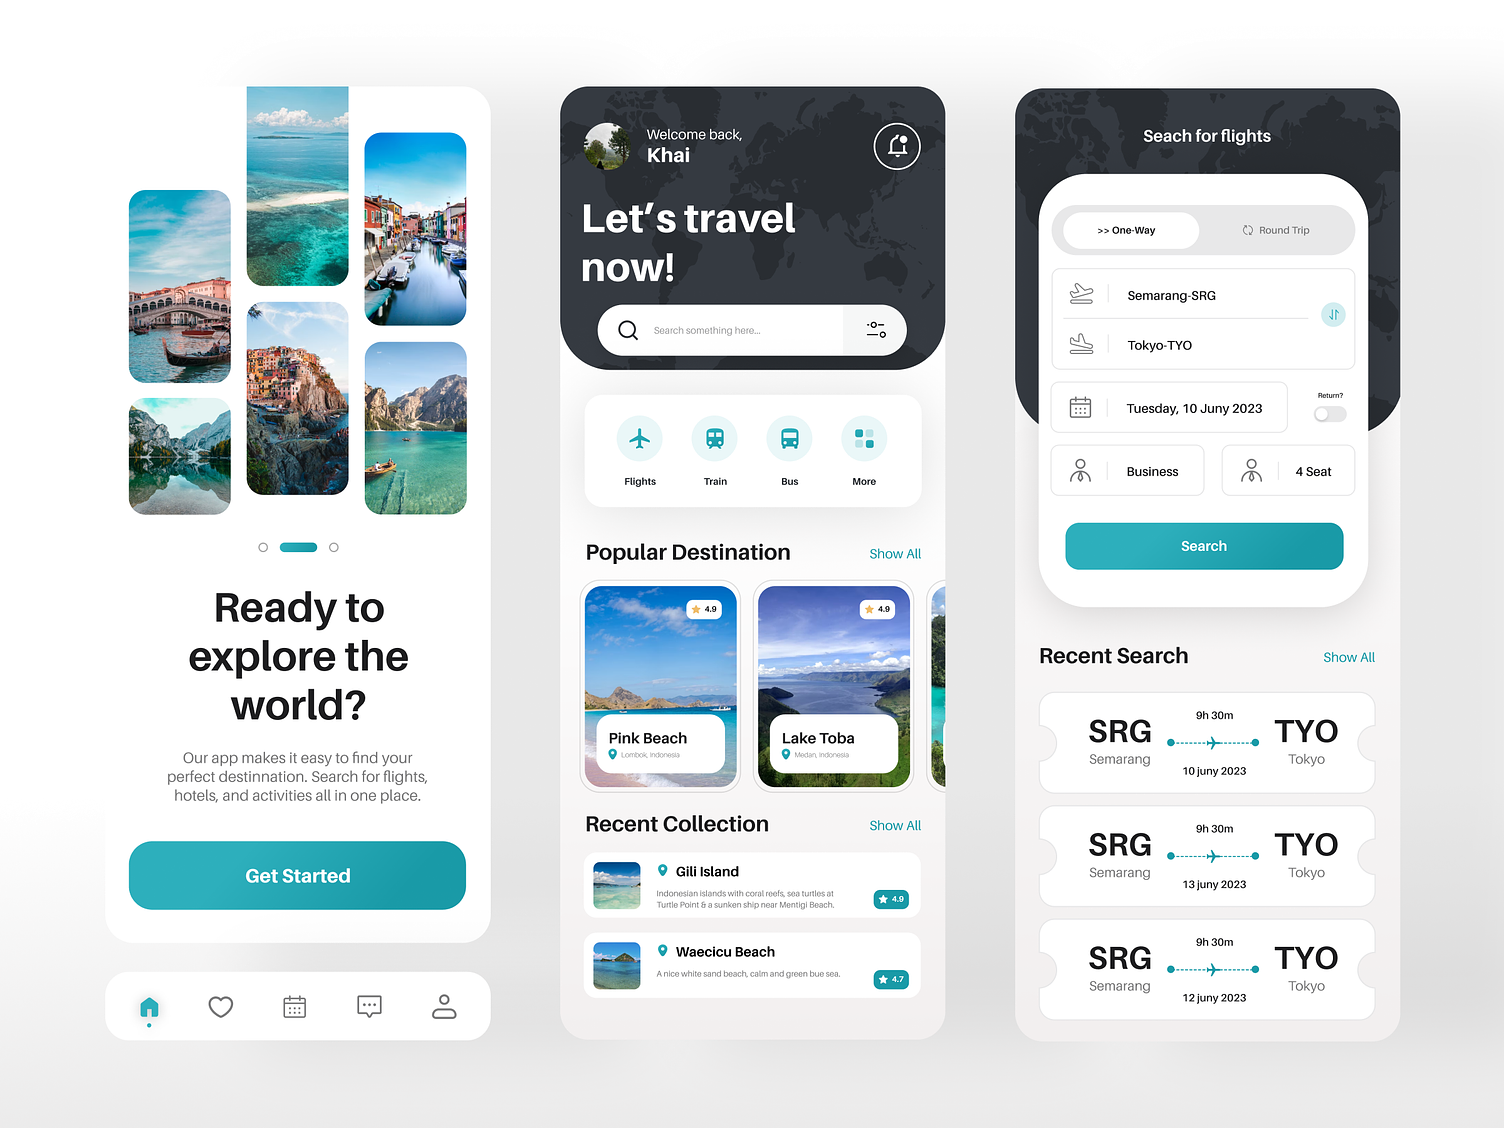 Ready to
explore the
world?
Our app makes it easy to find your
perfect destinnation. Search for flights,
hotels, and activities all in one place.
Get Started
Welcome back,
Khai
Let's travel
now!
Search something here...
Flights
Train
Bus
More
Popular Destination
Show All
4.9
Pink Beach
Lombok, Indonesia
4.9
Lake Toba
Medan, Indonesia
Recent Collection
Show All
Gili Island
Indonesian islands with coral reefs, sea turtles at
Turtle Point & a sunken ship near Mentigi Beach.
4.9
Waecicu Beach
A nice white sand beach, calm and green bue sea.
4.7
Seach for flights
>> One-Way
Round Trip
Semarang-SRG
Tokyo-TYO
Tuesday, 10 Juny 2023
Return?
Business
4 Seat
Search
Recent Search
Show All
SRG
Semarang
9h 30m
10 juny 2023
TYO
Tokyo
SRG
Semarang
9h 30m
13 juny 2023
TYO
Tokyo
SRG
Semarang
9h 30m
12 juny 2023
TYO
Tokyo